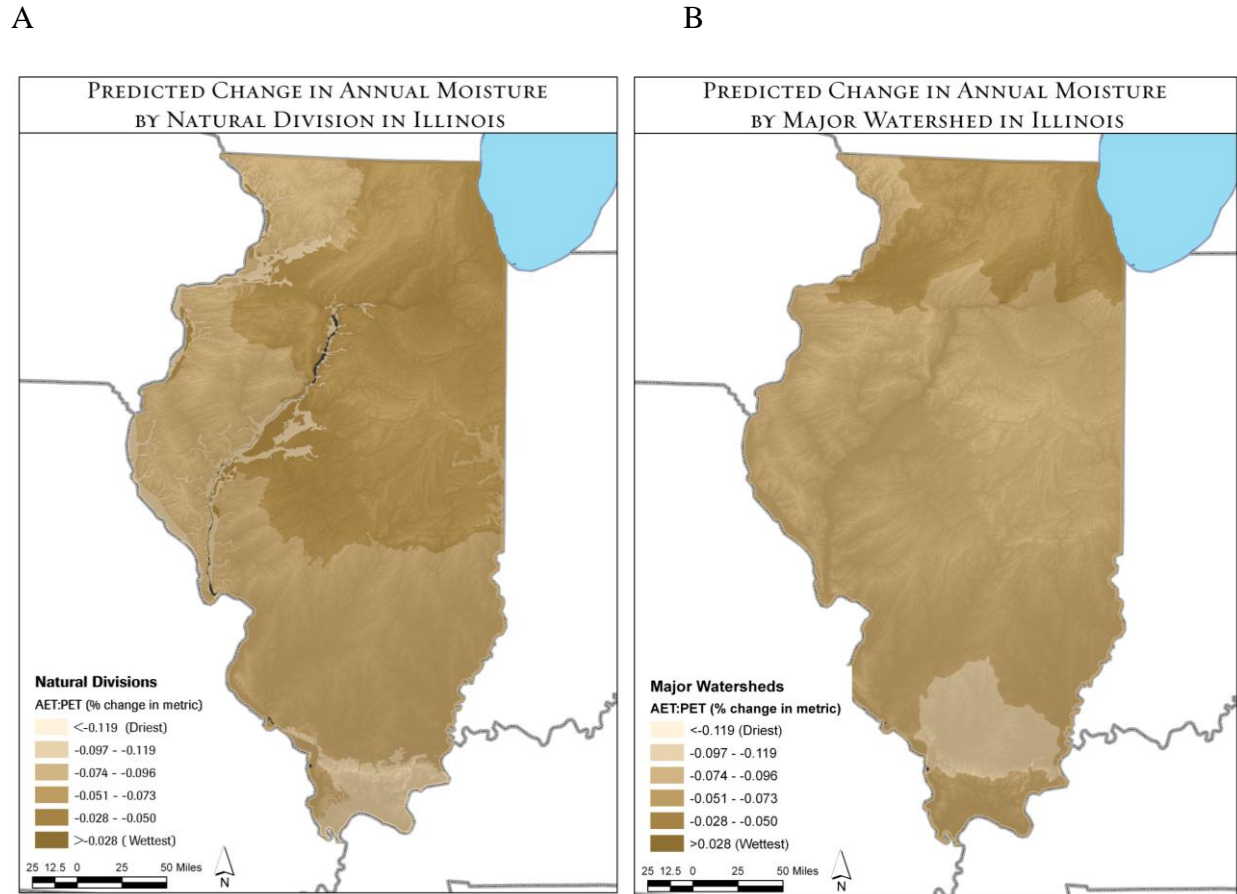 A
B
PREDICTED CHANGE IN ANNUAL MOISTURE
BY NATURAL DIVISION IN ILLINOIS
Natural Divisions
AET:PET (% change in metric)
<-0.119 (Driest)
-0.097 - -0.119
-0.074 - -0.096
-0.051 - -0.073
-0.028 - -0.050
>-0.028 ( Wettest)
25 12.5 0 25 50 Miles
N
PREDICTED CHANGE IN ANNUAL MOISTURE
BY MAJOR WATERSHED IN ILLINOIS
Major Watersheds
AET:PET (% change in metric)
<-0.119 (Driest)
-0.097 - -0.119
-0.074 - -0.096
-0.051 - -0.073
-0.028 - -0.050
>0.028 (Wettest)
25 12.5 0 25 50 Miles
N